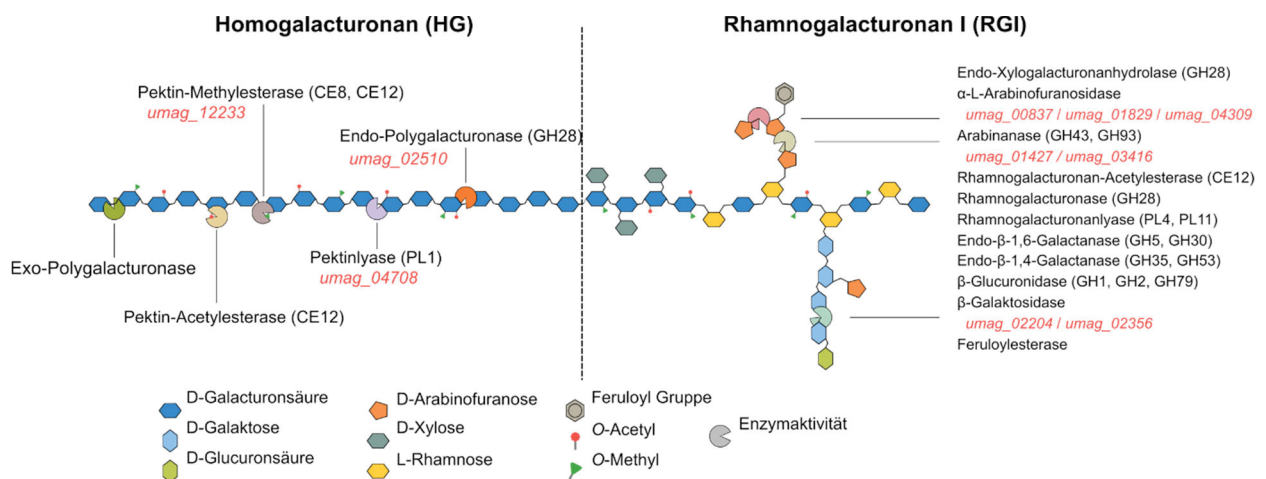 Homogalacturonan (HG)
Rhamnogalacturonan I (RGI)
Pektin-Methylesterase (CE8, CE12)
umag_12233
Endo-Polygalacturonase (GH28)
umag_02510
Exo-Polygalacturonase
Pektinlyase (PL1)
umag_04708
Pektin-Acetylesterase (CE12)
Endo-Xylogalacturonanhydrolase (GH28)
α-L-Arabinofuranosidase
umag_00837 / umag_01829 / umag_04309
Arabinanase (GH43, GH93)
umag_01427 / umag_03416
Rhamnogalacturonan-Acetylesterase (CE12)
Rhamnogalacturonase (GH28)
Rhamnogalacturonanlyase (PL4, PL11)
Endo-β-1,6-Galactanase (GH5, GH30)
Endo-β-1,4-Galactanase (GH35, GH53)
β-Glucuronidase (GH1, GH2, GH79)
β-Galaktosidase
umag_02204 / umag_02356
Feruloylesterase
D-Galacturonsäure
D-Galaktose
D-Glucuronsäure
D-Arabinofuranose
D-Xylose
L-Rhamnose
Feruloyl Gruppe
O-Acetyl
O-Methyl
Enzymaktivität